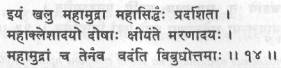 इयं खलु महामुद्रा महासिद्धैः प्रदर्शिता ।
महाक्लेशादयो दोषाः क्षीयंते मरणादयः ।
महामुद्रां च तेनैव वदंति विबुधोत्तमाः ॥ १४ ॥